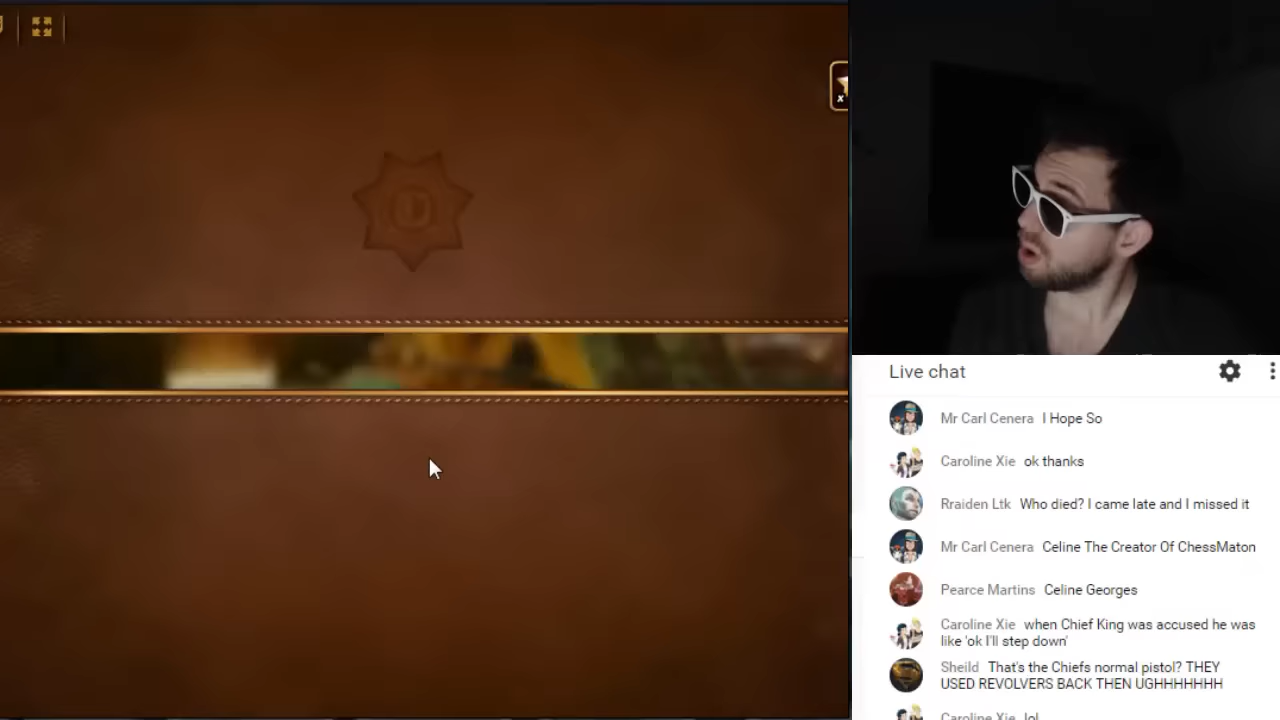 x
Live chat
Mr Carl Cenera I Hope So
Caroline Xie ok thanks
Rraiden Ltk Who died? I came late and I missed it
Mr Carl Cenera Celine The Creator Of ChessMaton
Pearce Martins Celine Georges
Caroline Xie when Chief King was accused he was
like 'ok I'll step down'
Sheild That's the Chiefs normal pistol? THEY
USED REVOLVERS BACK THEN UGHHHHHHH
Caroline Xie lol